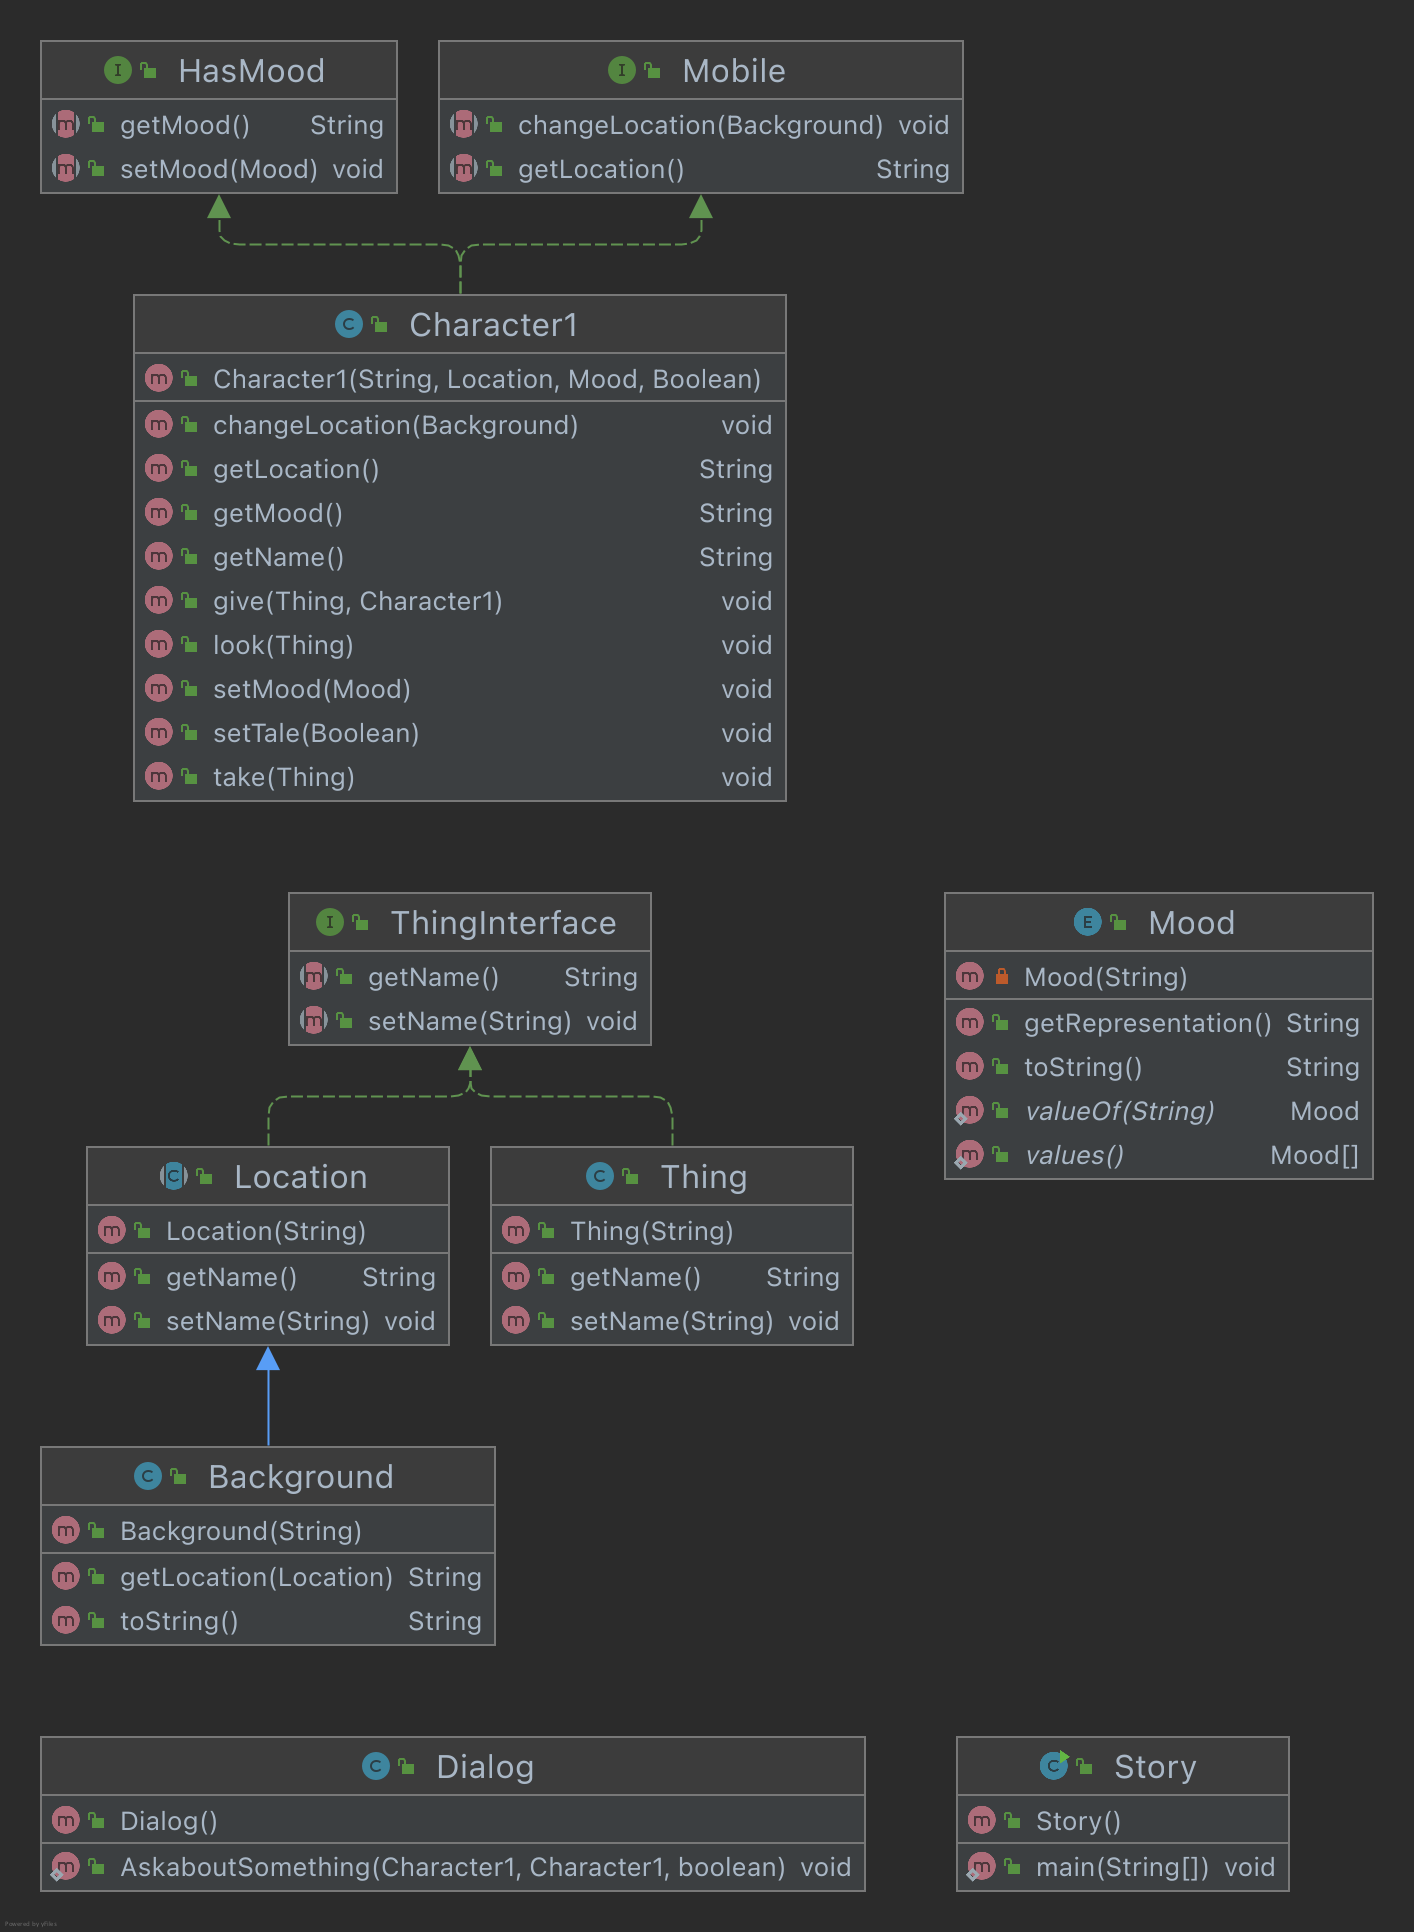 HasMood
getMood() String
setMood(Mood) void
Mobile
changeLocation(Background) void
getLocation() String
Character1
Character1(String, Location, Mood, Boolean)
changeLocation(Background) void
getLocation() String
getMood() String
getName() String
give(Thing, Character1) void
look(Thing) void
setMood(Mood) void
setTale(Boolean) void
take(Thing) void
ThingInterface
getName() String
setName(String) void
Mood
Mood(String)
getRepresentation() String
toString() String
valueOf(String) Mood
values() Mood[]
Location
Location(String)
getName() String
setName(String) void
Thing
Thing(String)
getName() String
setName(String) void
Background
Background(String)
getLocation(Location) String
toString() String
Dialog
Dialog()
AskaboutSomething(Character1, Character1, boolean) void
Story
Story()
main(String[]) void
Powered by yFiles